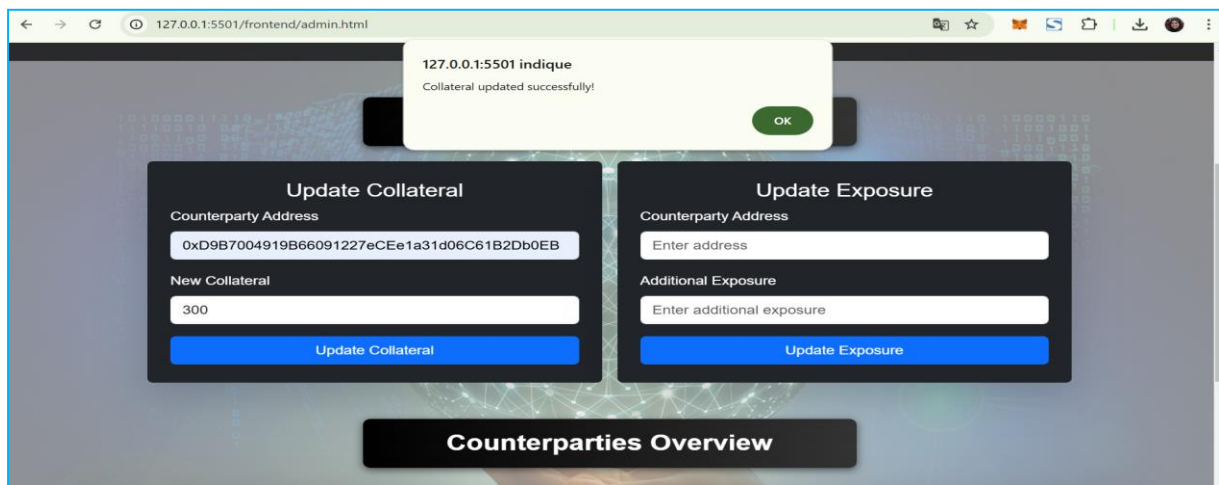 127.0.0.1:5501/frontend/admin.html
127.0.0.1:5501 indique
Collateral updated successfully!
OK
Update Collateral
Counterparty Address
0xD9B7004919B66091227eCEe1a31d06C61B2Db0EB
New Collateral
300
Update Collateral
Update Exposure
Counterparty Address
Enter address
Additional Exposure
Enter additional exposure
Update Exposure
Counterparties Overview